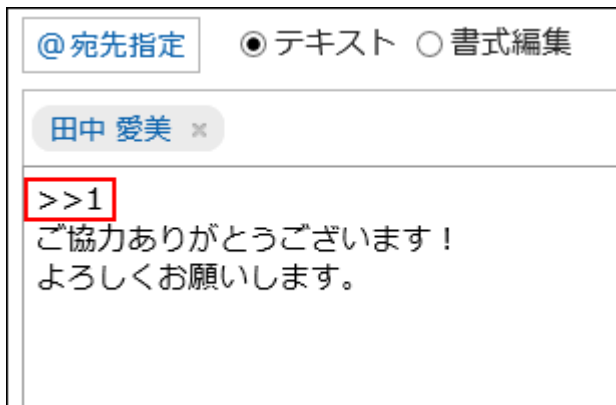 @宛先指定 テキスト 書式編集
田中 愛美 ×
>>1
ご協力ありがとうございます！
よろしくお願いします。